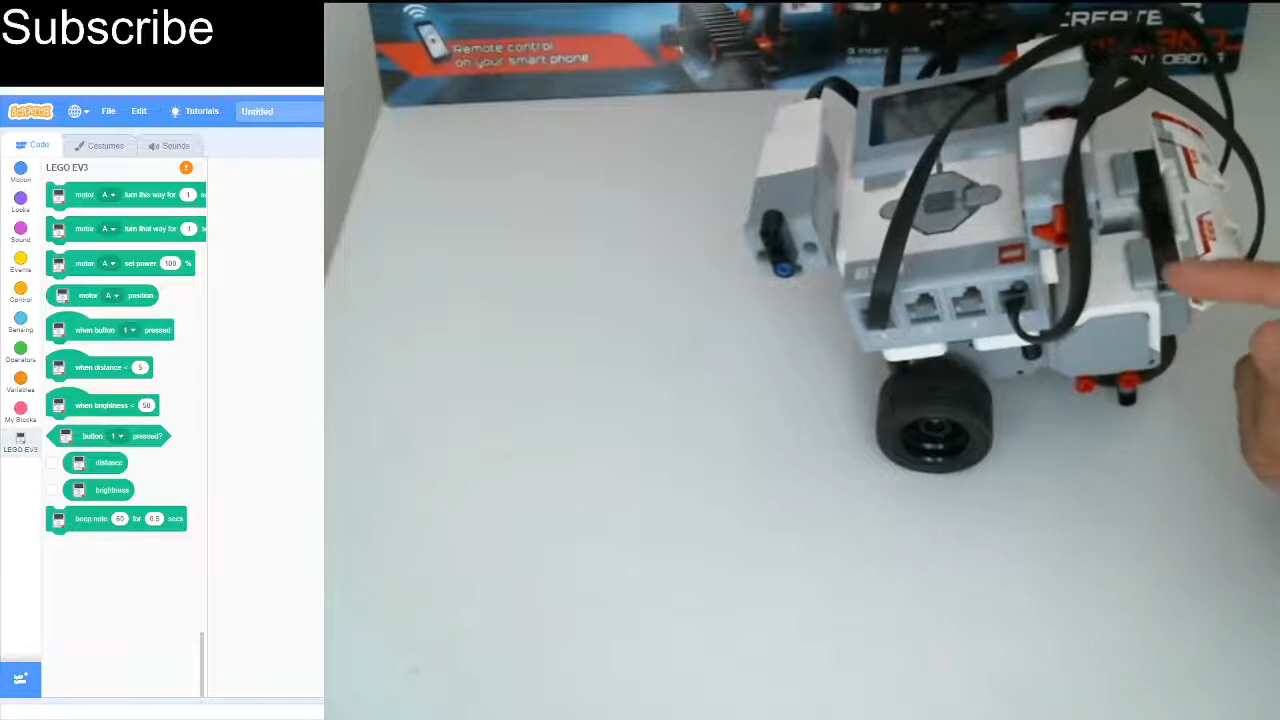 Subscribe
SCRATCH File Edit Tutorials Untitled
Code Costumes Sounds
Motion
Looks
Sound
Events
Control
Sensing
Operators
Variables
My Blocks
LEGO EV3
LEGO EV3
motor A turn this way for 1 s
motor A turn that way for 1 s
motor A set power 100 %
motor A position
when button 1 pressed
when distance < 5
when brightness < 50
button 1 pressed?
distance
brightness
beep note 60 for 0.5 secs
Remote control
on your smart phone
CREATE